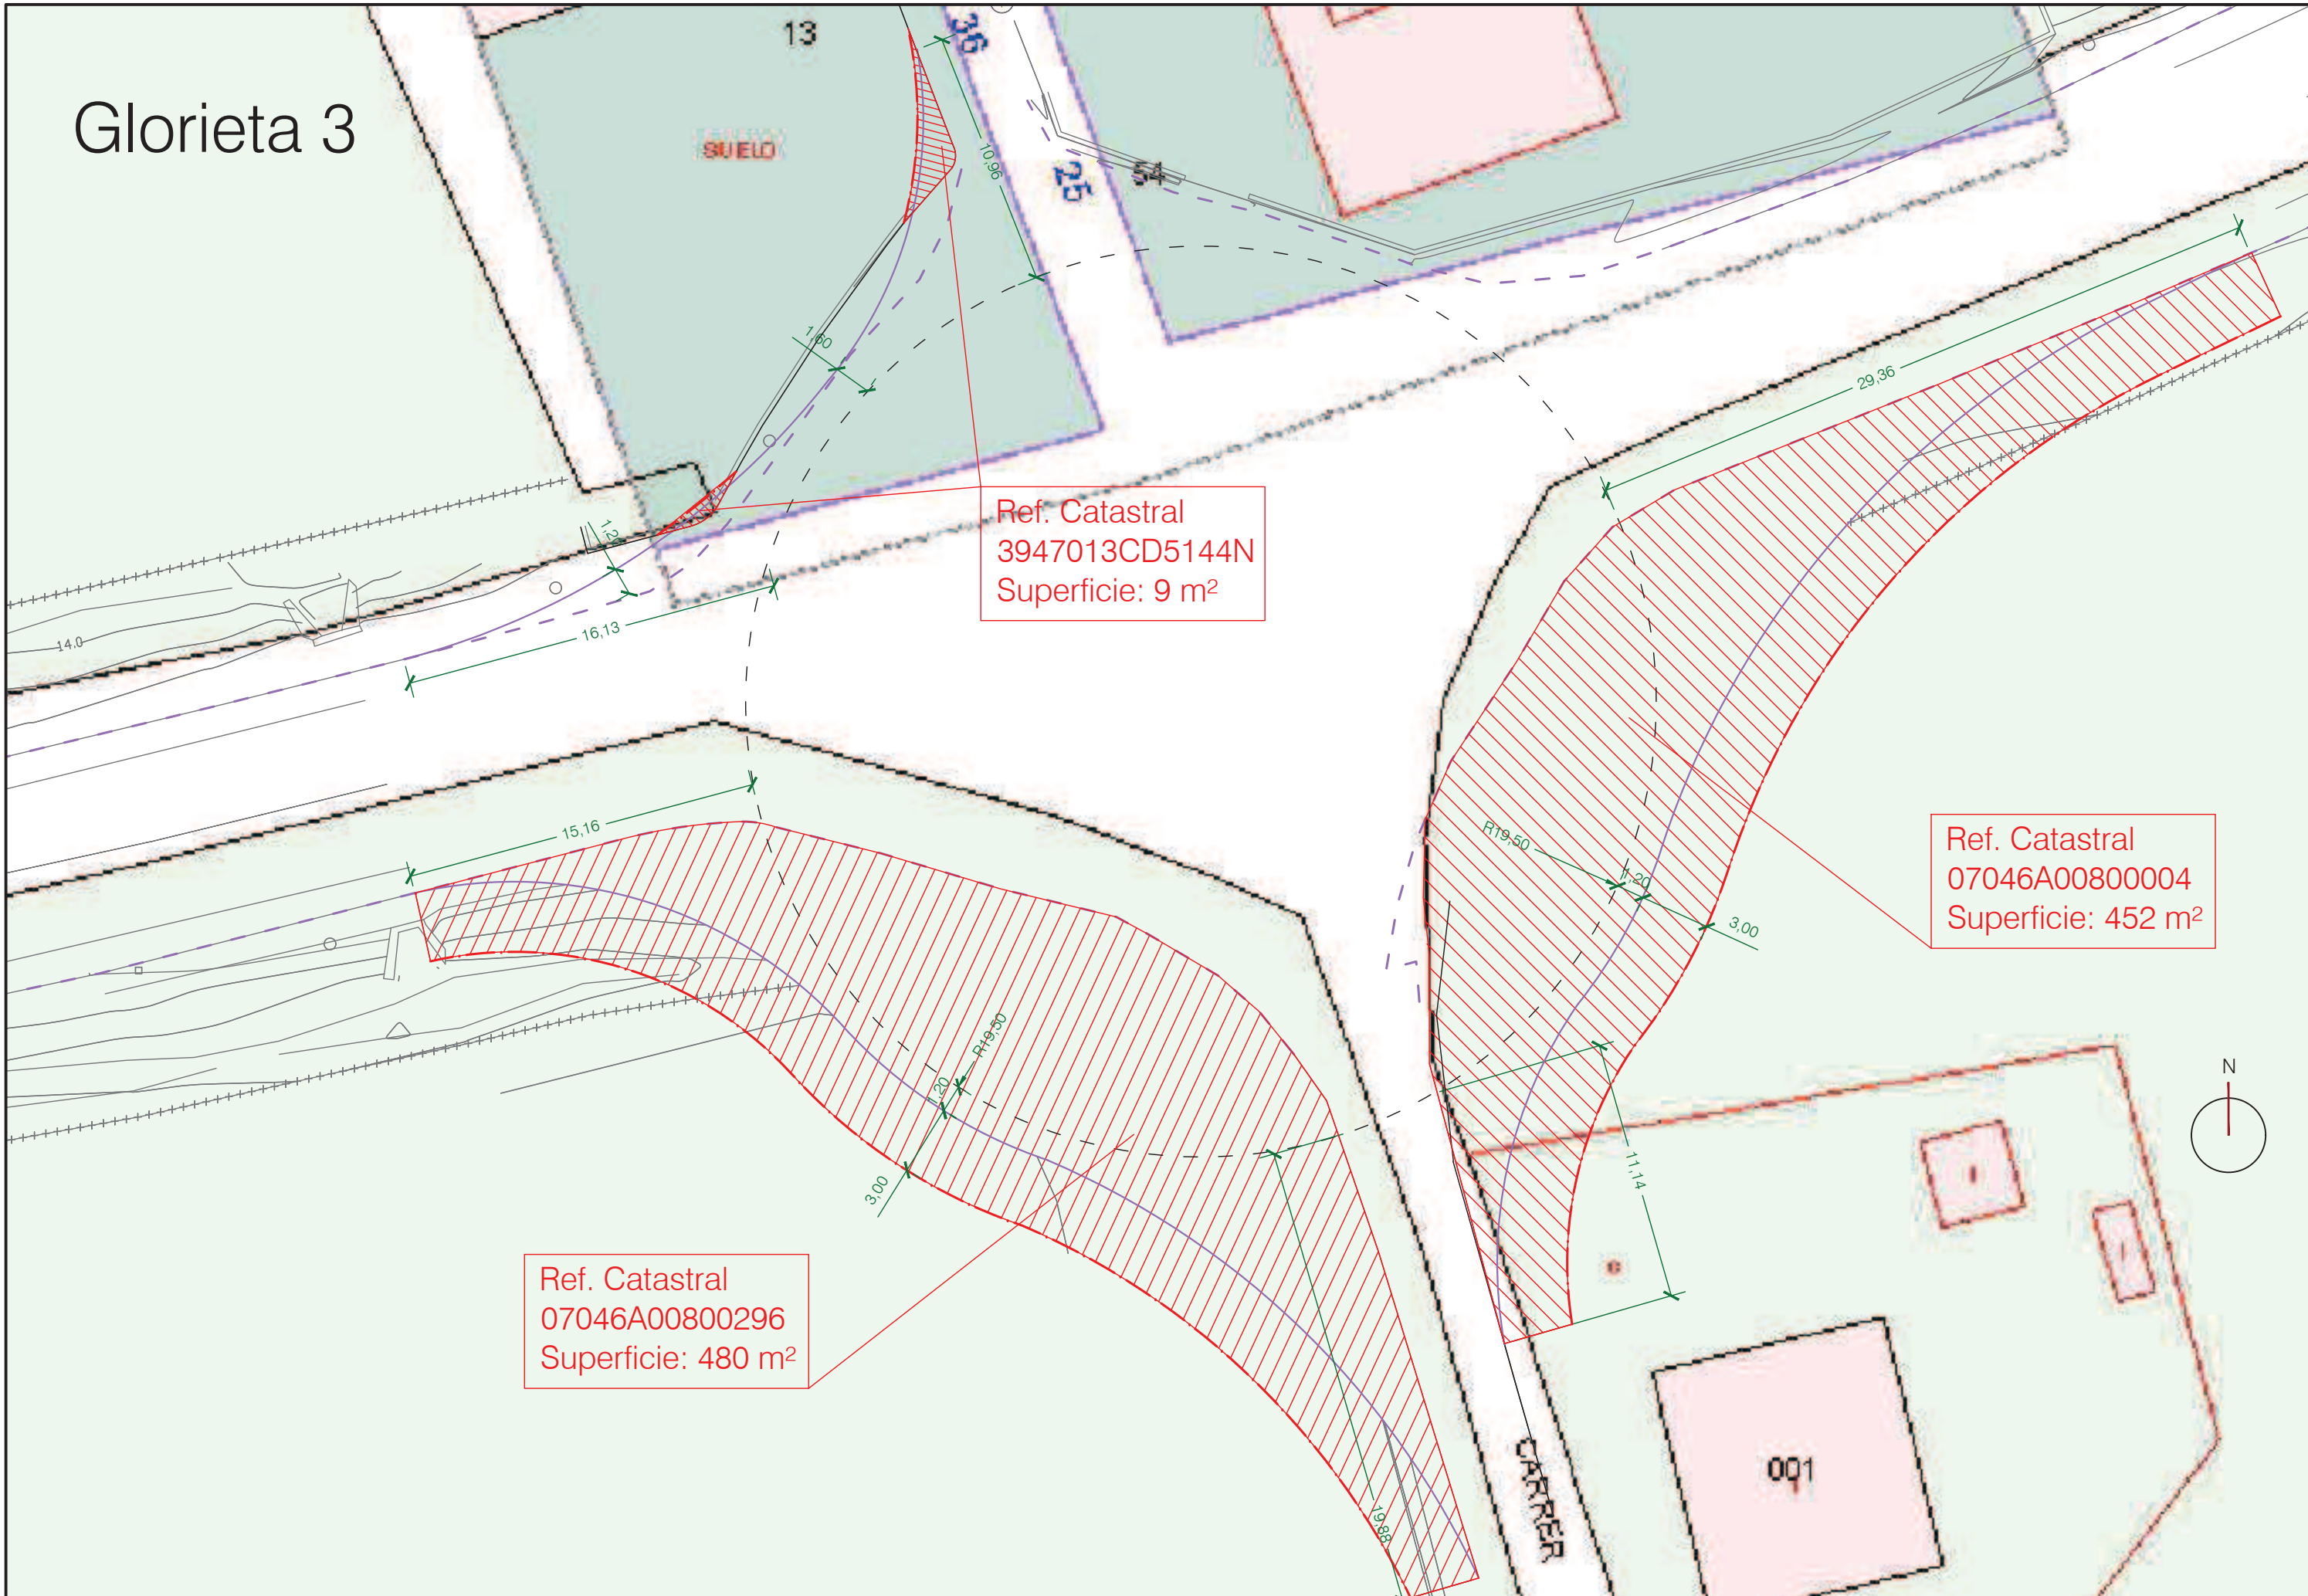 Glorieta 3
13
36
SUELO
10,96
25
54
1,60
29,36
Ref. Catastral
3947013CD5144N
Superficie: 9 m²
1,20
16,13
14.0
15,16
R19,50
1,20
3,00
Ref. Catastral
07046A00800004
Superficie: 452 m²
R19,50
1,20
3,00
11,14
N
Ref. Catastral
07046A00800296
Superficie: 480 m²
19,88
CARRER
001